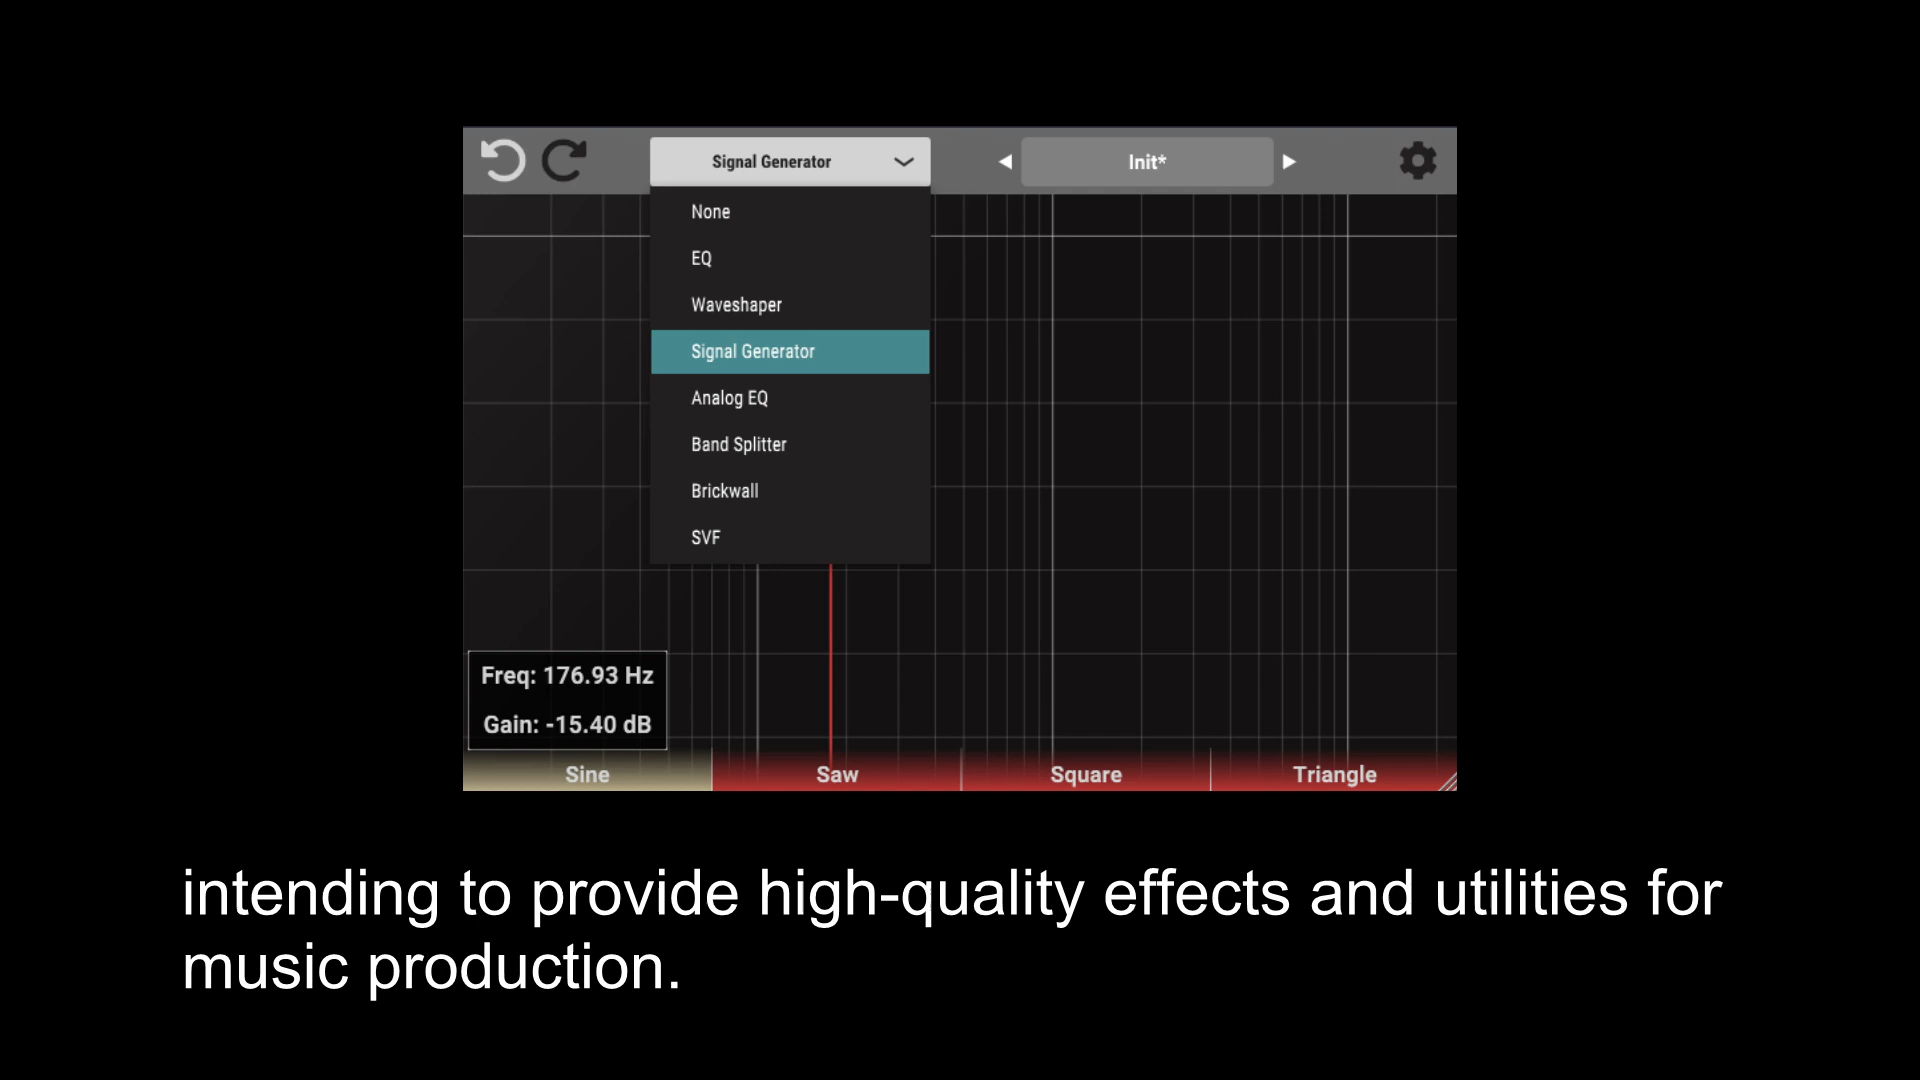 Signal Generator
Init*
None
EQ
Waveshaper
Signal Generator
Analog EQ
Band Splitter
Brickwall
SVF
Freq: 176.93 Hz
Gain: -15.40 dB
Sine
Saw
Square
Triangle
intending to provide high-quality effects and utilities for
music production.